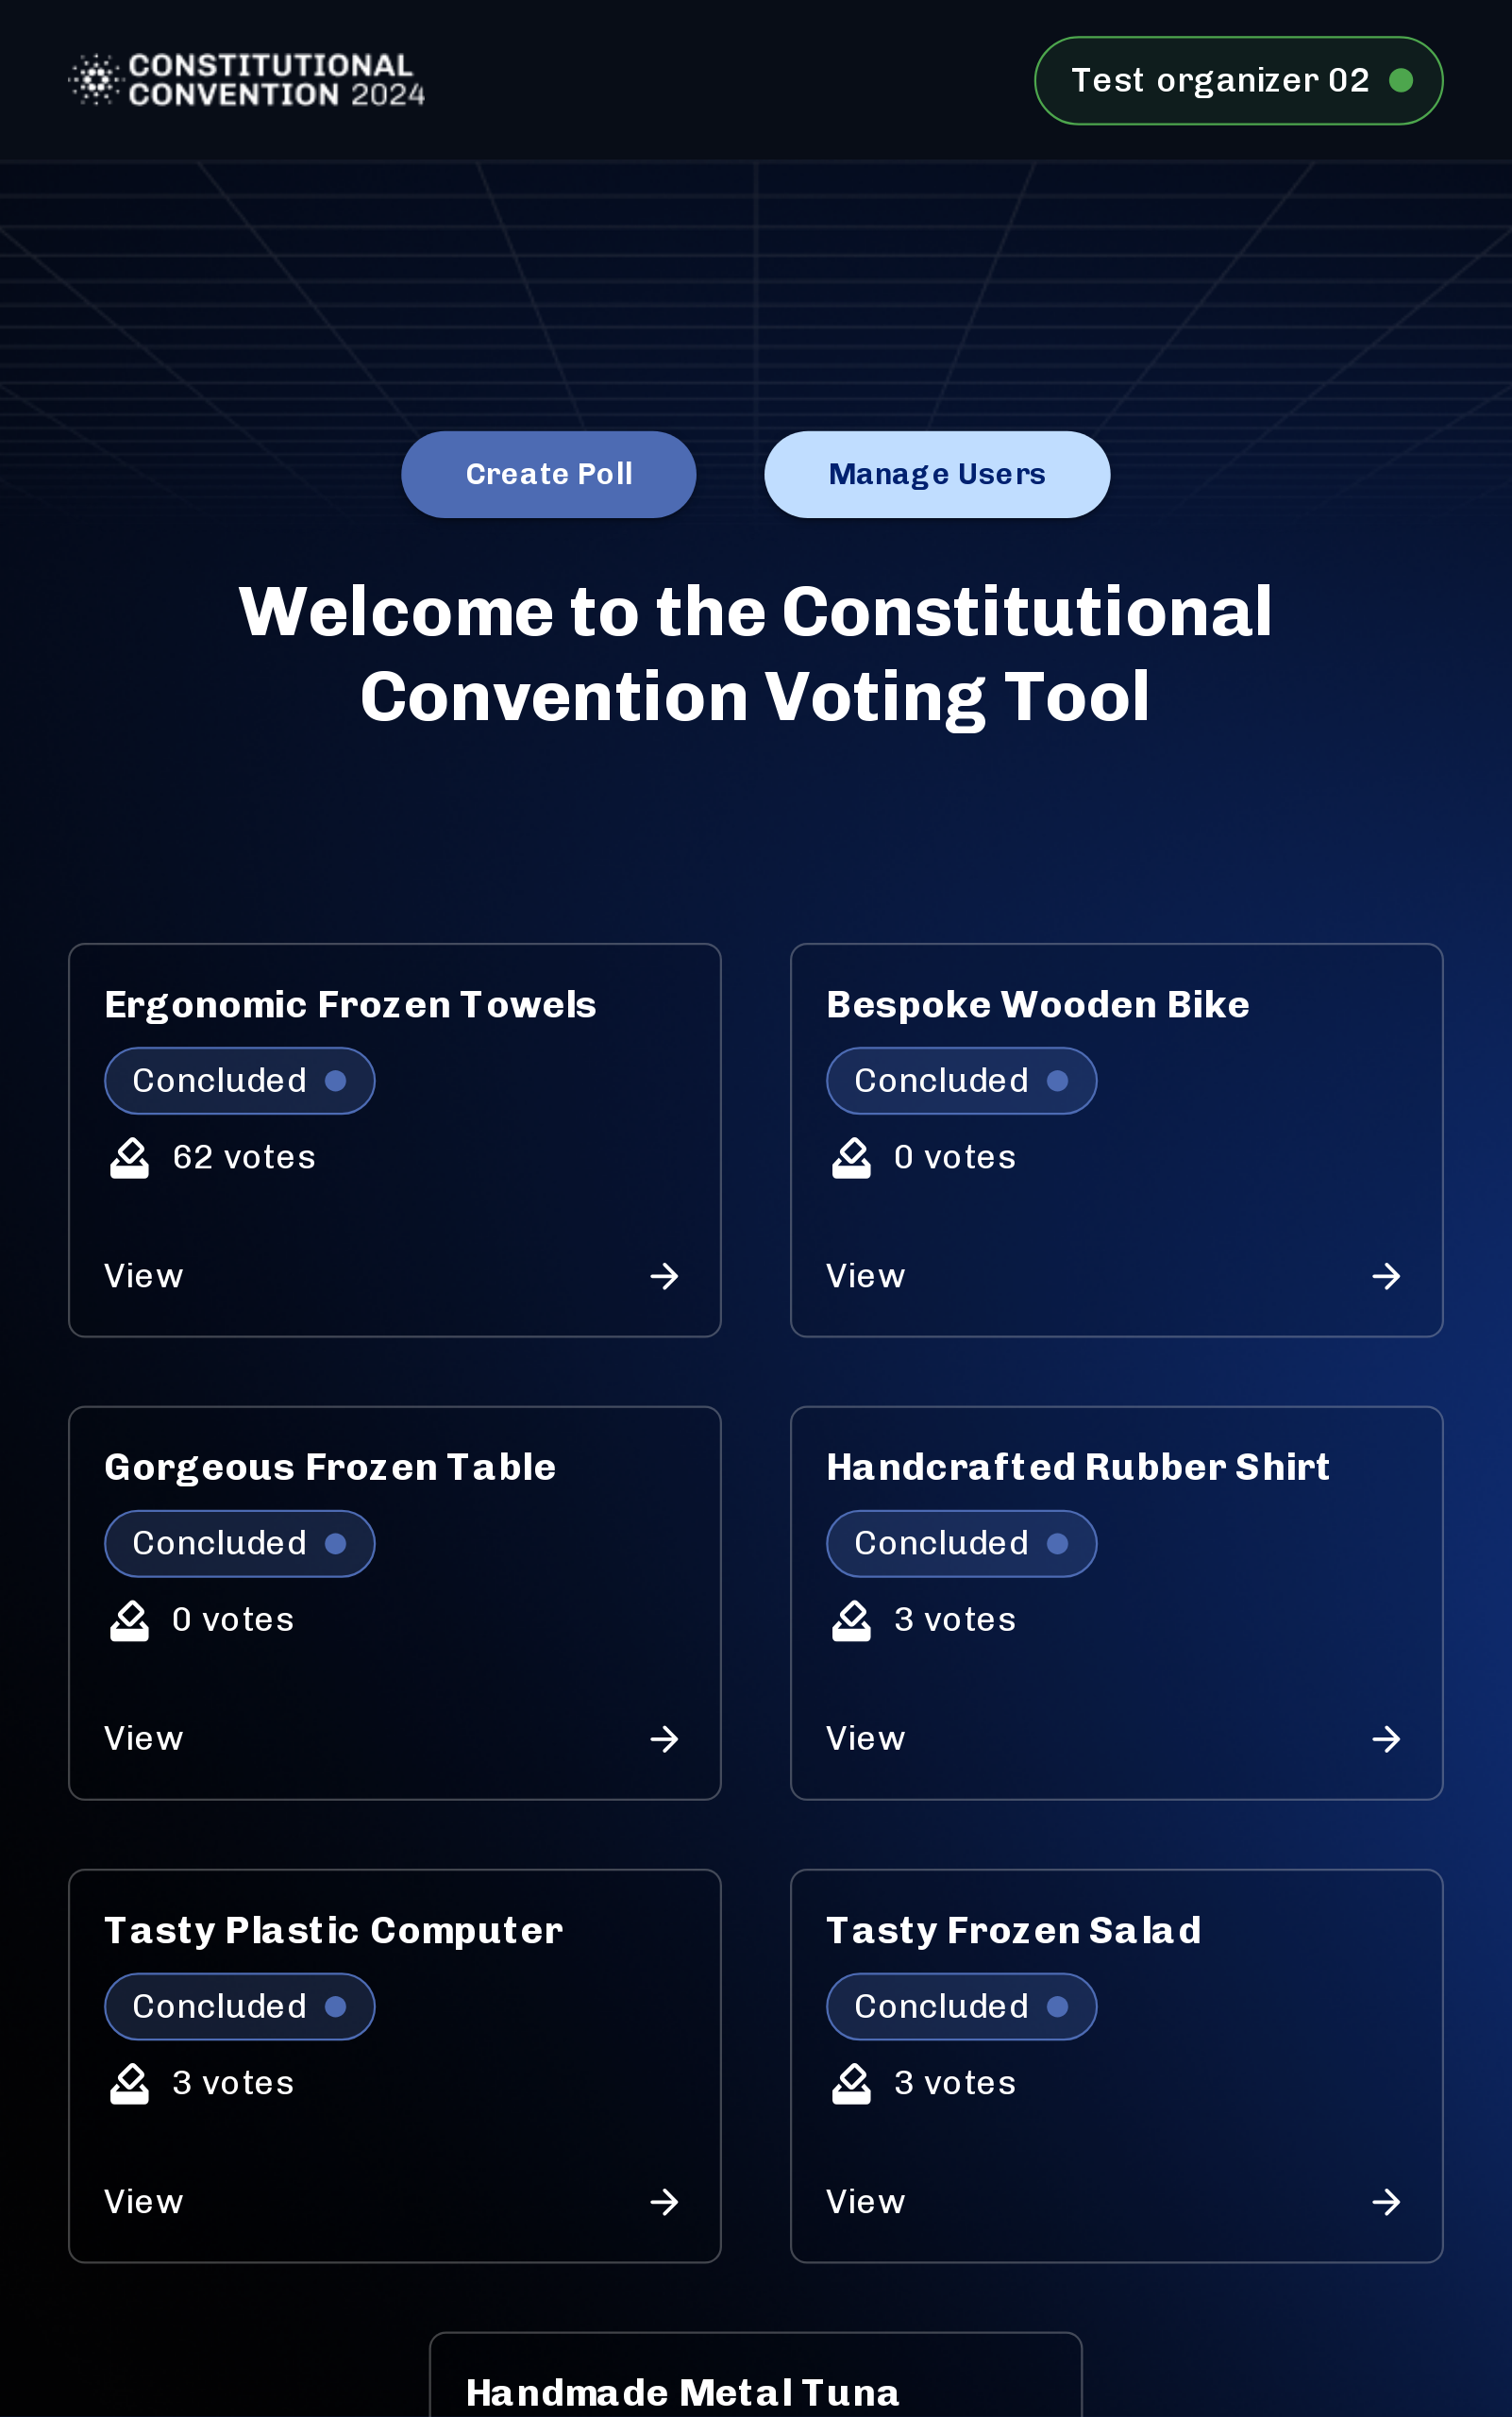 CONSTITUTIONAL
CONVENTION 2024
Test organizer 02
Create Poll
Manage Users
Welcome to the Constitutional
Convention Voting Tool
Ergonomic Frozen Towels
Concluded
62 votes
View
Bespoke Wooden Bike
Concluded
0 votes
View
Gorgeous Frozen Table
Concluded
0 votes
View
Handcrafted Rubber Shirt
Concluded
3 votes
View
Tasty Plastic Computer
Concluded
3 votes
View
Tasty Frozen Salad
Concluded
3 votes
View
Handmade Metal Tuna